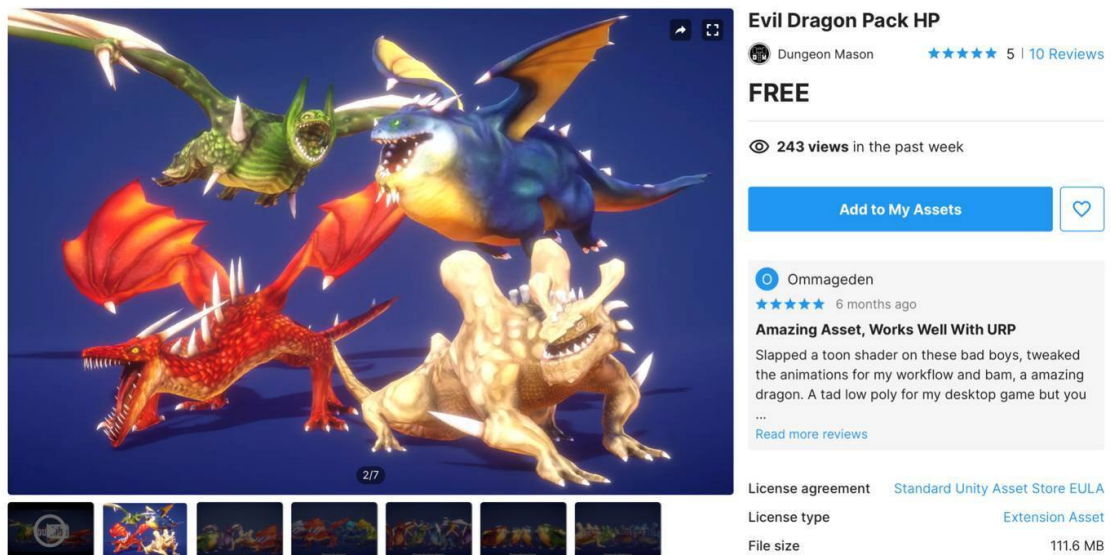 Evil Dragon Pack HP
Dungeon Mason
5 | 10 Reviews
FREE
243 views in the past week
Add to My Assets
O Ommageden
6 months ago
Amazing Asset, Works Well With URP
Slapped a toon shader on these bad boys, tweaked
the animations for my workflow and bam, a amazing
dragon. A tad low poly for my desktop game but you
...
Read more reviews
License agreement Standard Unity Asset Store EULA
License type Extension Asset
File size 111.6 MB
2/7